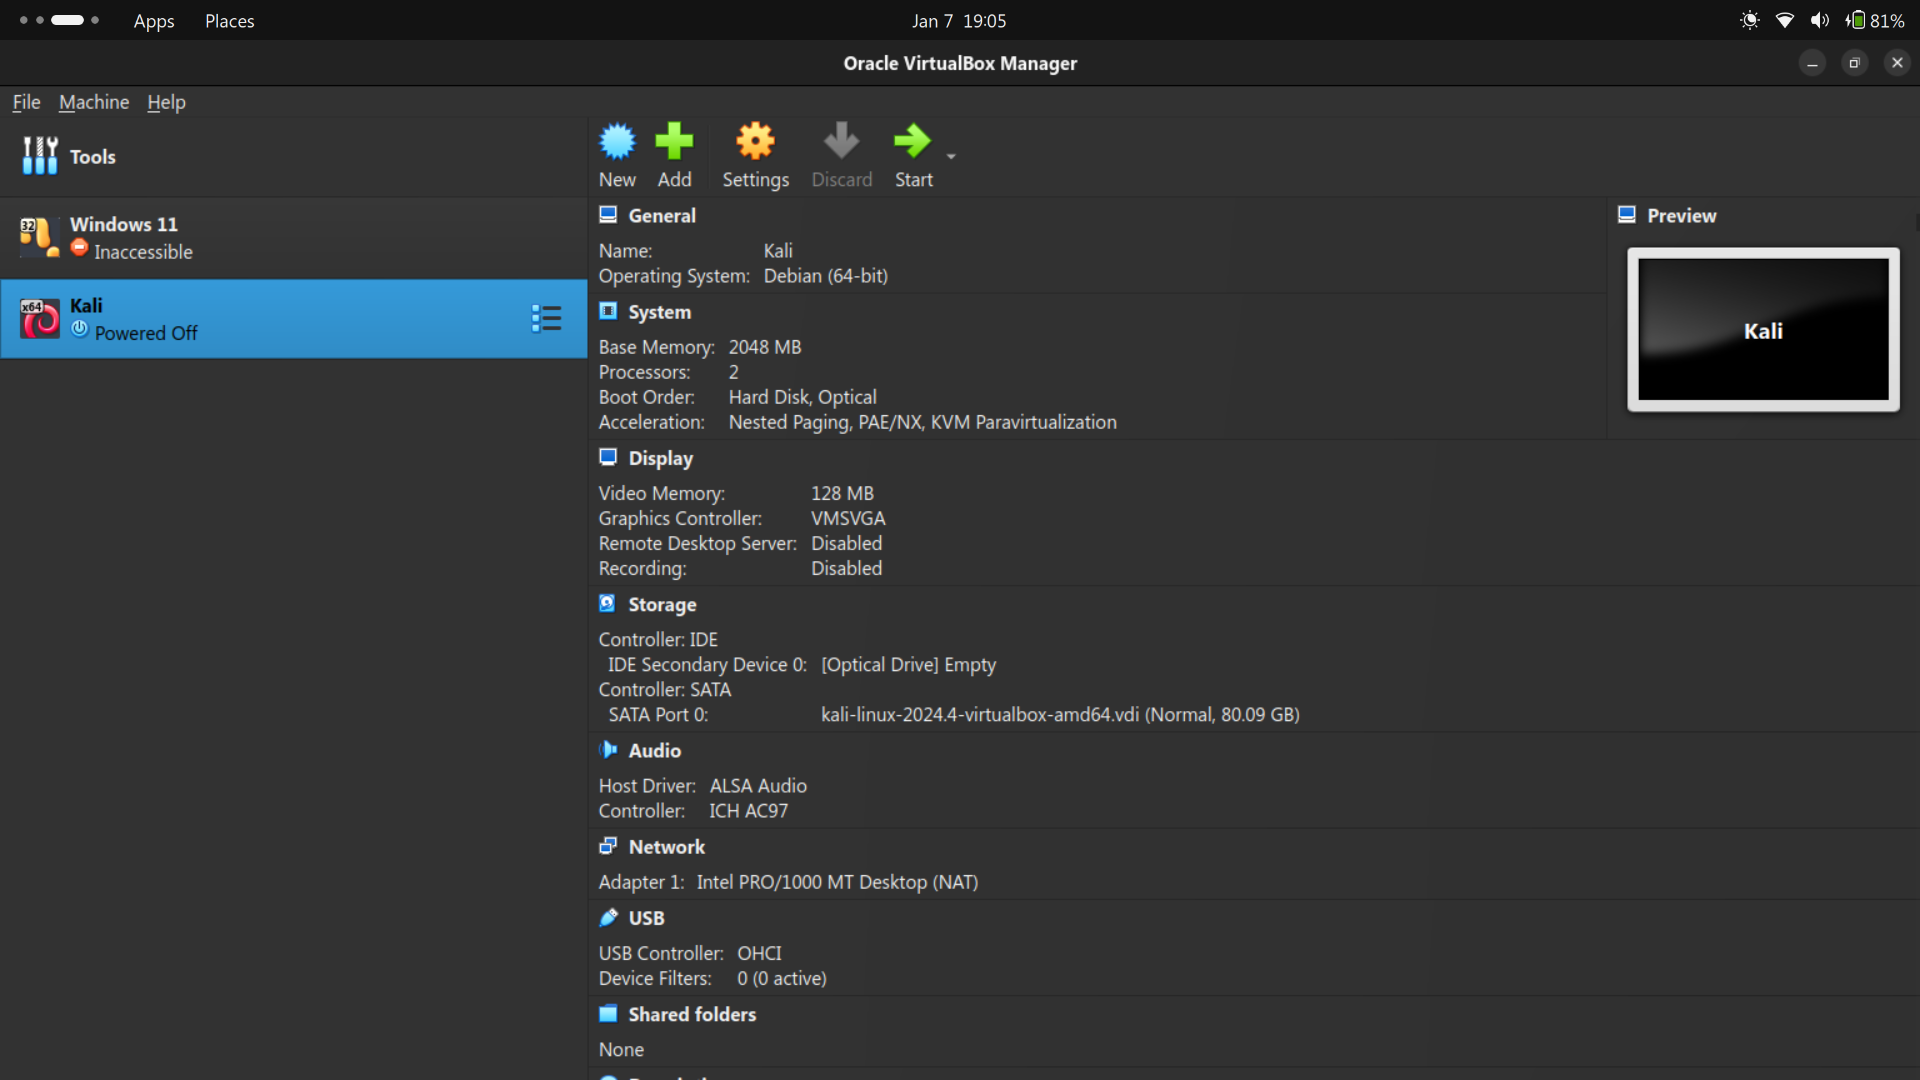 Apps Places Jan 7 19:05 81%
Oracle VirtualBox Manager
File Machine Help
Tools
New Add Settings Discard Start
32
Windows 11
Inaccessible
x64
Kali
Powered Off
General
Name: Kali
Operating System: Debian (64-bit)
System
Base Memory: 2048 MB
Processors: 2
Boot Order: Hard Disk, Optical
Acceleration: Nested Paging, PAE/NX, KVM Paravirtualization
Preview
Kali
Display
Video Memory: 128 MB
Graphics Controller: VMSVGA
Remote Desktop Server: Disabled
Recording: Disabled
Storage
Controller: IDE
IDE Secondary Device 0: [Optical Drive] Empty
Controller: SATA
SATA Port 0: kali-linux-2024.4-virtualbox-amd64.vdi (Normal, 80.09 GB)
Audio
Host Driver: ALSA Audio
Controller: ICH AC97
Network
Adapter 1: Intel PRO/1000 MT Desktop (NAT)
USB
USB Controller: OHCI
Device Filters: 0 (0 active)
Shared folders
None